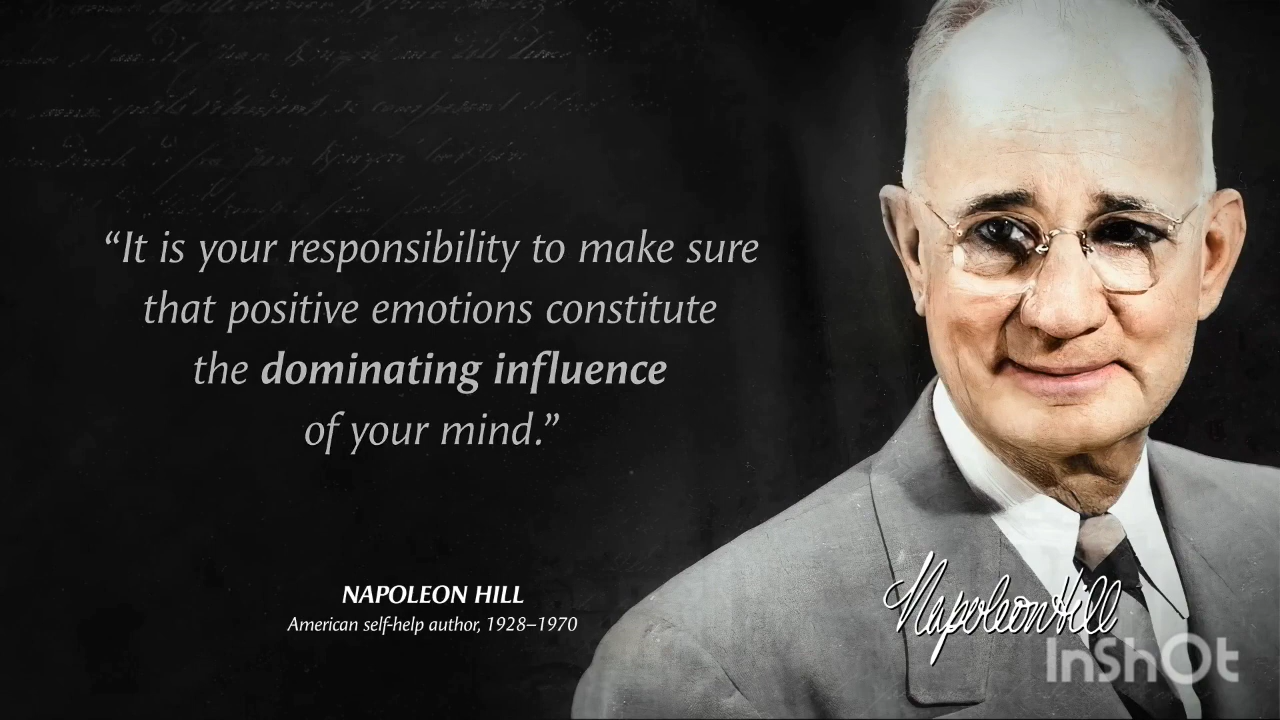 “It is your responsibility to make sure
that positive emotions constitute
the dominating influence
of your mind.”
NAPOLEON HILL
American self-help author, 1928–1970
Napoleon Hill
InShOt